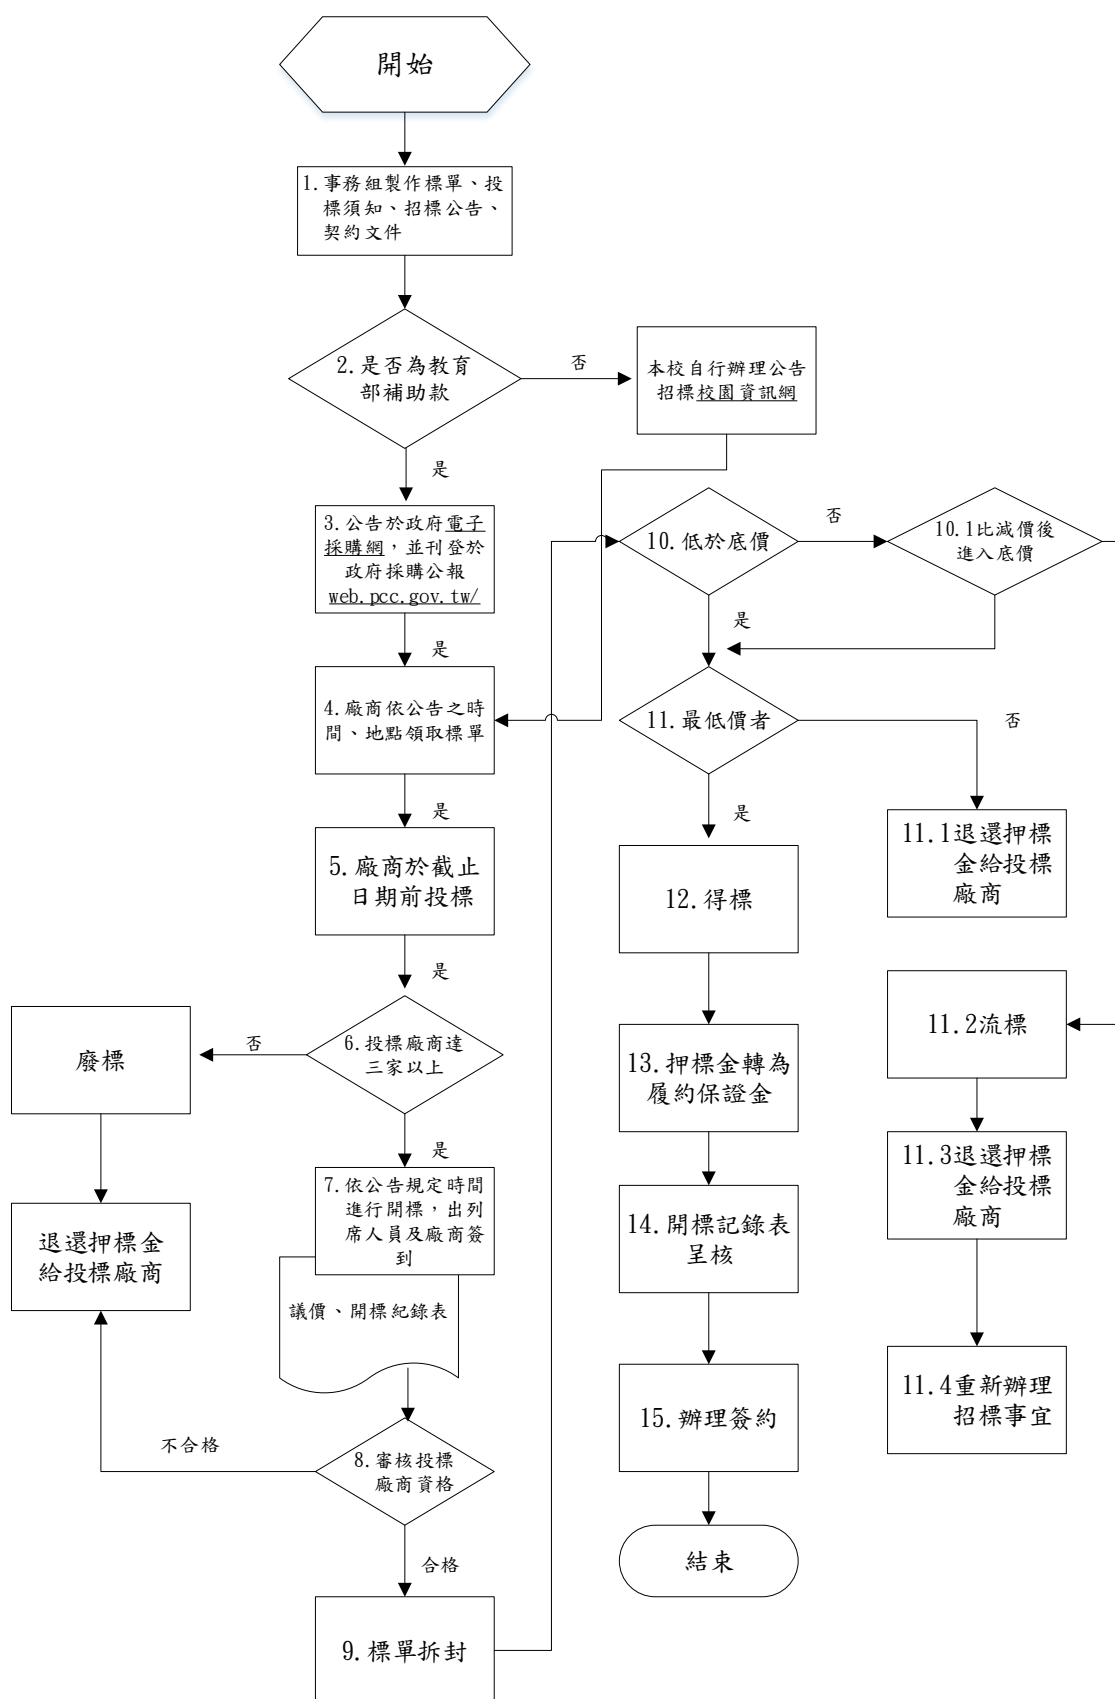 開始
1.事務組製作標單、投
標須知、招標公告、
契約文件
2.是否為教育
部補助款
否
本校自行辦理公告
招標校園資訊網
是
3.公告於政府電子
採購網，並刊登於
政府採購公報
web.pcc.gov.tw/
是
4.廠商依公告之時
間、地點領取標單
是
5.廠商於截止
日期前投標
是
6.投標廠商達
三家以上
否
廢標
退還押標金
給投標廠商
是
7.依公告規定時間
進行開標，出列
席人員及廠商簽
到
議價、開標紀錄表
8.審核投標
廠商資格
不合格
合格
9.標單拆封
10.低於底價
否
10.1比減價後
進入底價
是
11.最低價者
否
11.1退還押標
金給投標
廠商
是
12.得標
13.押標金轉為
履約保證金
14.開標記錄表
呈核
15.辦理簽約
結束
11.2流標
11.3退還押標
金給投標
廠商
11.4重新辦理
招標事宜